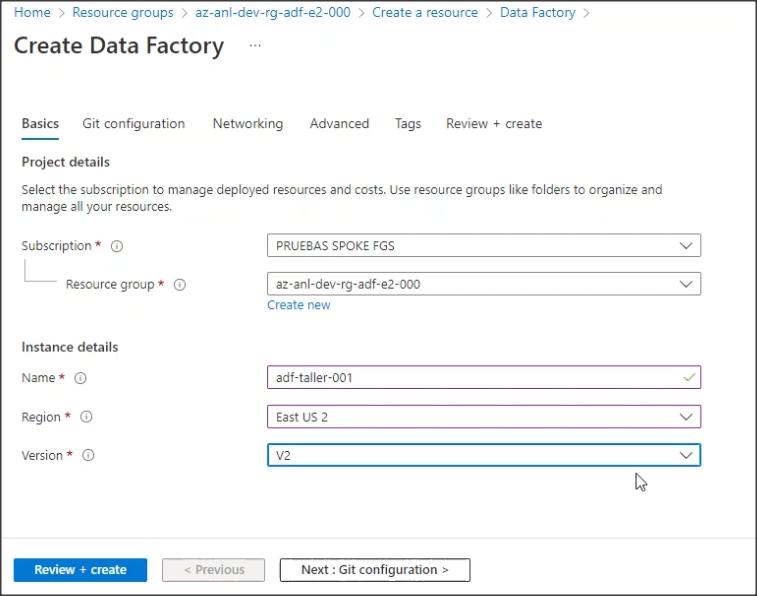 Home > Resource groups > az-anl-dev-rg-adf-e2-000 > Create a resource > Data Factory >
Create Data Factory ...
Basics Git configuration Networking Advanced Tags Review + create
Project details
Select the subscription to manage deployed resources and costs. Use resource groups like folders to organize and
manage all your resources.
Subscription * PRUEBAS SPOKE FGS
Resource group * az-anl-dev-rg-adf-e2-000
Create new
Instance details
Name * adf-taller-001
Region * East US 2
Version * V2
Review + create < Previous Next : Git configuration >